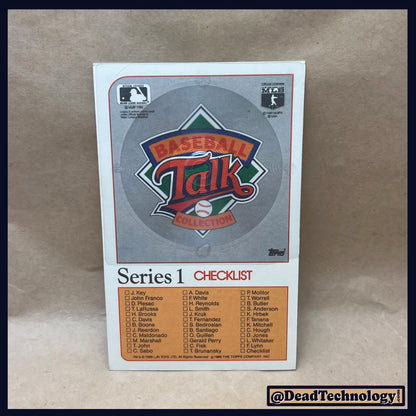 BASEBALL
Talk
COLLECTION
Topps
Series 1 CHECKLIST
J. Key
John Franco
D. Plesac
T. LaRussa
H. Brooks
C. Davis
S. Boone
J. Reardon
C. Maldonado
M. Marshall
T. John
C. Sabo
A. Davis
F. White
H. Reynolds
L. Smith
J. Kruk
T. Fernandez
S. Bedrosian
B. Santiago
O. Guillen
Gerald Perry
C. Fisk
T. Brunansky
P. Molitor
T. Worrell
B. Butler
S. Anderson
K. Hrbek
F. Tanana
K. Mitchell
C. Hough
D. Jones
L. Whitaker
F. Lynn
Checklist
@DeadTechnology